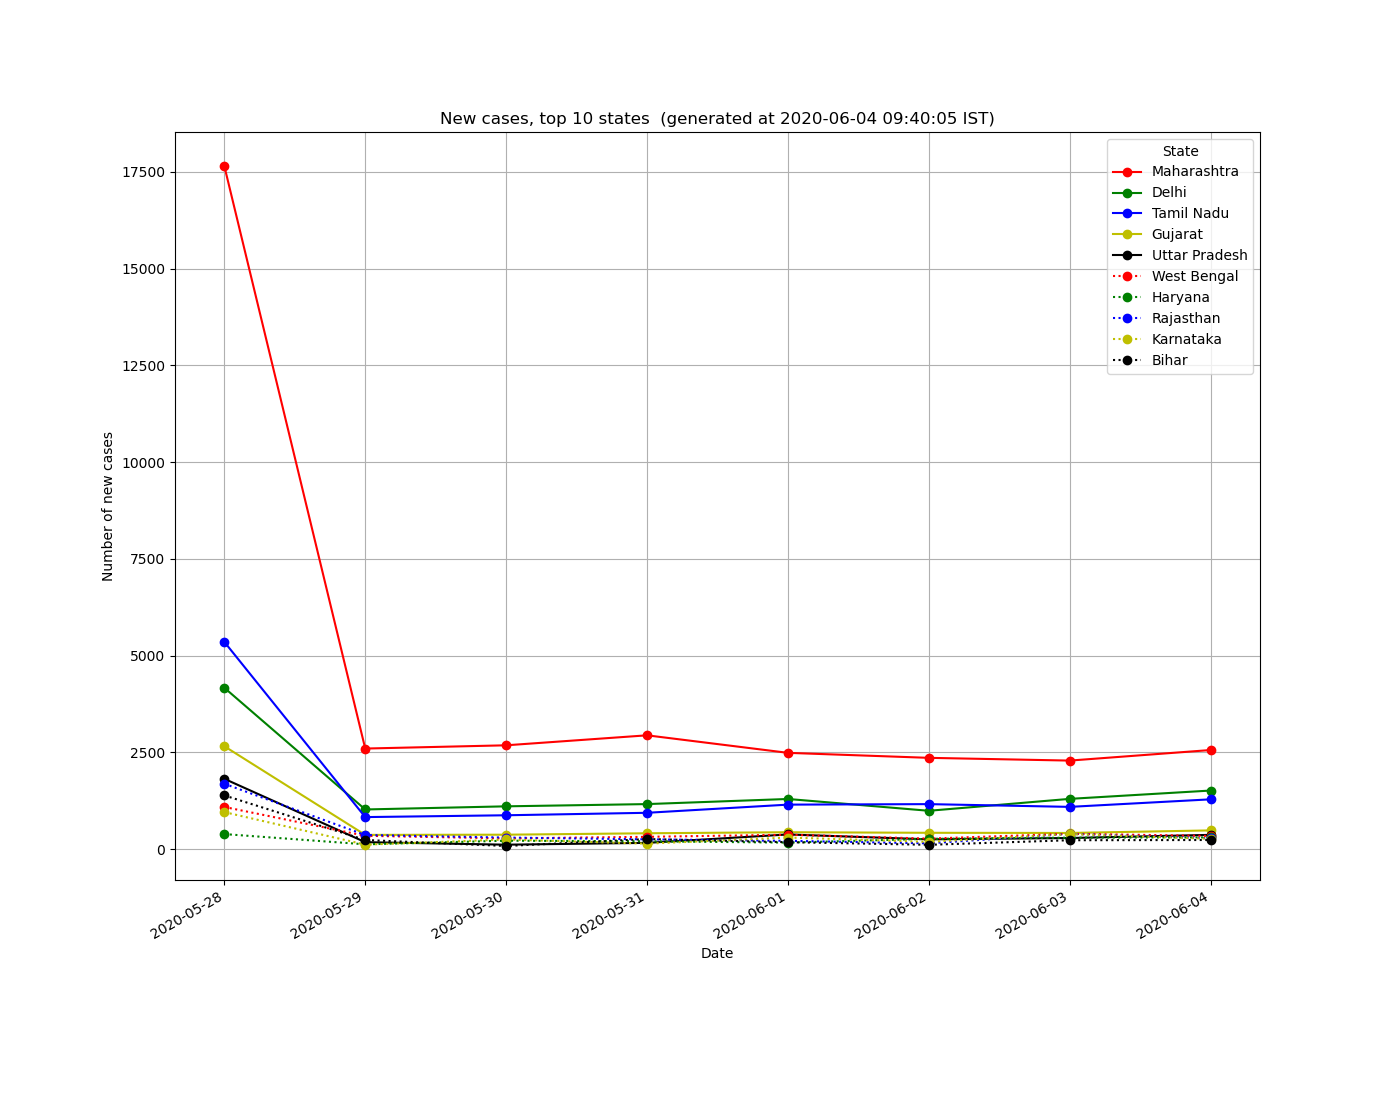 New cases, top 10 states  (generated at 2020-06-04 09:40:05 IST)
State
Maharashtra
Delhi
Tamil Nadu
Gujarat
Uttar Pradesh
West Bengal
Haryana
Rajasthan
Karnataka
Bihar
Number of new cases
17500
15000
12500
10000
7500
5000
2500
0
2020-05-28
2020-05-29
2020-05-30
2020-05-31
2020-06-01
2020-06-02
2020-06-03
2020-06-04
Date